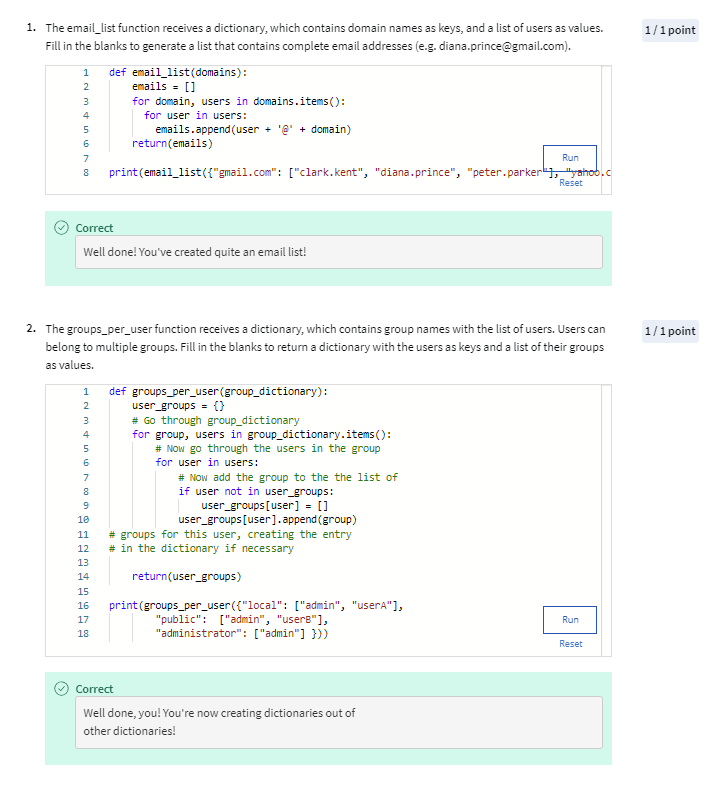 1. The email_list function receives a dictionary, which contains domain names as keys, and a list of users as values. 1 / 1 point
Fill in the blanks to generate a list that contains complete email addresses (e.g. diana.prince@gmail.com).
1 def email_list(domains):
2 emails = []
3 for domain, users in domains.items():
4 for user in users:
5 emails.append(user + '@' + domain)
6 return(emails)
7
Run
8 print(email_list({"gmail.com": ["clark.kent", "diana.prince", "peter.parker"], "yahoo.c
Reset
Correct
Well done! You've created quite an email list!
2. The groups_per_user function receives a dictionary, which contains group names with the list of users. Users can 1 / 1 point
belong to multiple groups. Fill in the blanks to return a dictionary with the users as keys and a list of their groups
as values.
1 def groups_per_user(group_dictionary):
2 user_groups = {}
3 # Go through group_dictionary
4 for group, users in group_dictionary.items():
5 # Now go through the users in the group
6 for user in users:
7 # Now add the group to the the list of
8 if user not in user_groups:
9 user_groups[user] = []
10 user_groups[user].append(group)
11 # groups for this user, creating the entry
12 # in the dictionary if necessary
13
14 return(user_groups)
15
16 print(groups_per_user({"local": ["admin", "userA"],
17 "public": ["admin", "userB"],
Run
18 "administrator": ["admin"] }))
Reset
Correct
Well done, you! You're now creating dictionaries out of
other dictionaries!